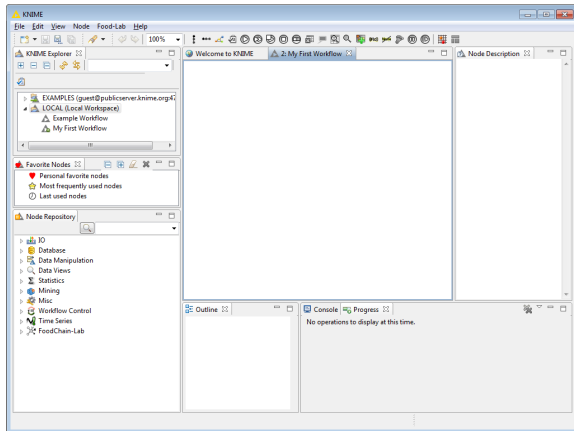 KNIME
File Edit View Node Food-Lab Help
100%
KNIME Explorer
Welcome to KNIME
2: My First Workflow
Node Description
EXAMPLES (guest@publicserver.knime.org:47
LOCAL (Local Workspace)
Example Workflow
My First Workflow
Favorite Nodes
Personal favorite nodes
Most frequently used nodes
Last used nodes
Node Repository
IO
Database
Data Manipulation
Data Views
Statistics
Mining
Misc
Workflow Control
Time Series
FoodChain-Lab
Outline
Console
Progress
No operations to display at this time.